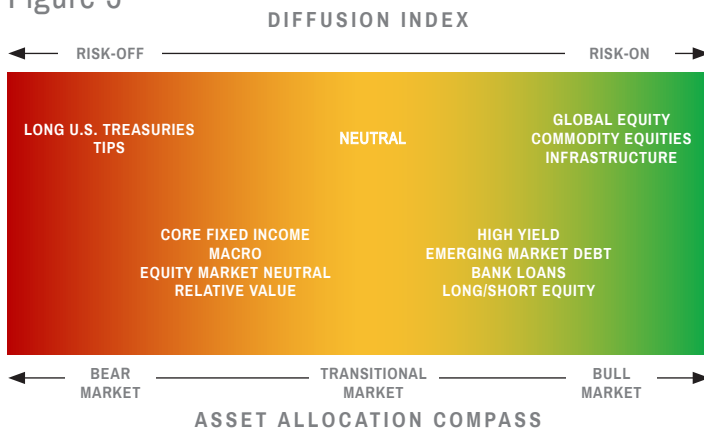 Figure 5
DIFFUSION INDEX
RISK-OFF RISK-ON
LONG U.S. TREASURIES
TIPS
NEUTRAL
GLOBAL EQUITY
COMMODITY EQUITIES
INFRASTRUCTURE
CORE FIXED INCOME
MACRO
EQUITY MARKET NEUTRAL
RELATIVE VALUE
HIGH YIELD
EMERGING MARKET DEBT
BANK LOANS
LONG/SHORT EQUITY
BEAR
MARKET
TRANSITIONAL
MARKET
BULL
MARKET
ASSET ALLOCATION COMPASS